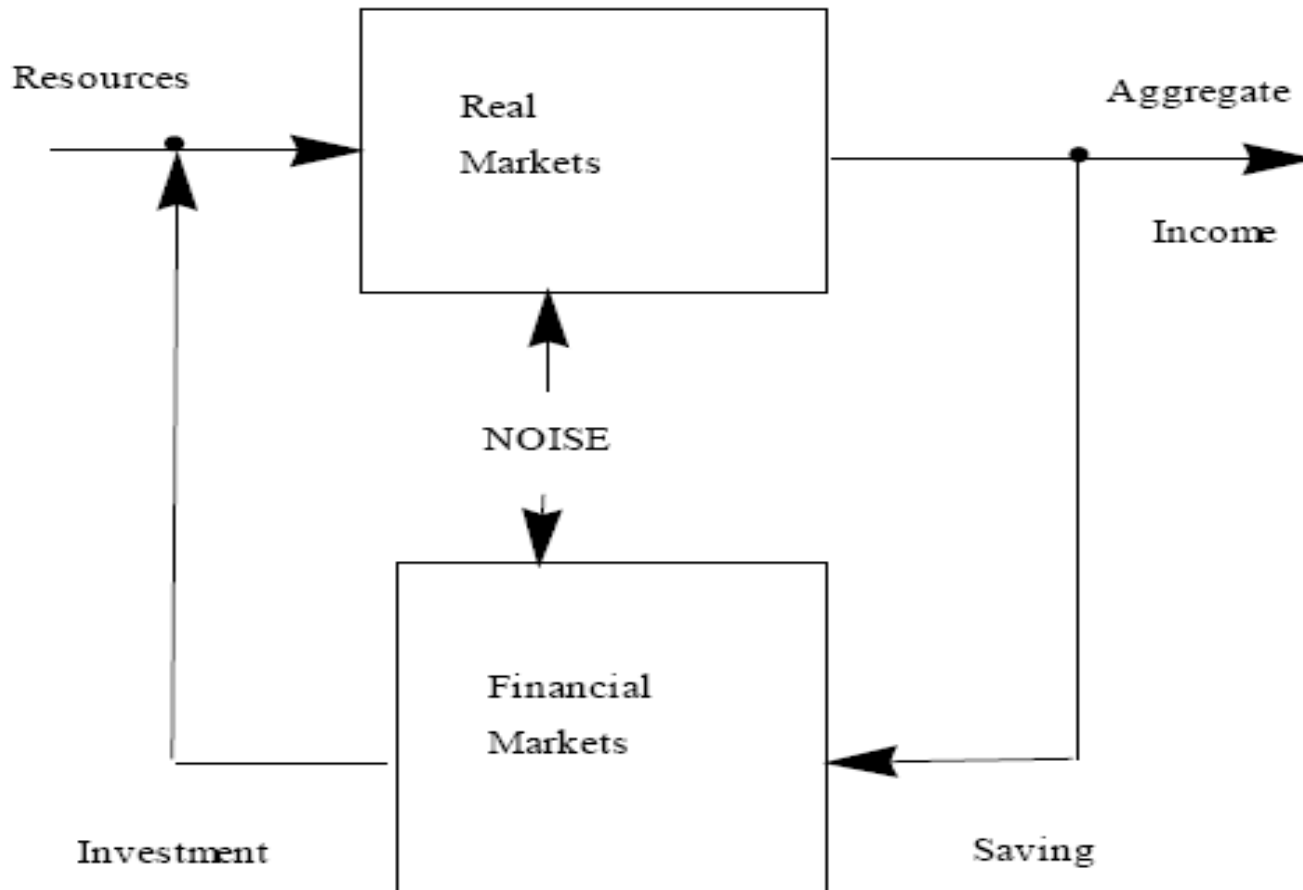 Resources
Real
Markets
Aggregate
Income
NOISE
Financial
Markets
Investment
Saving